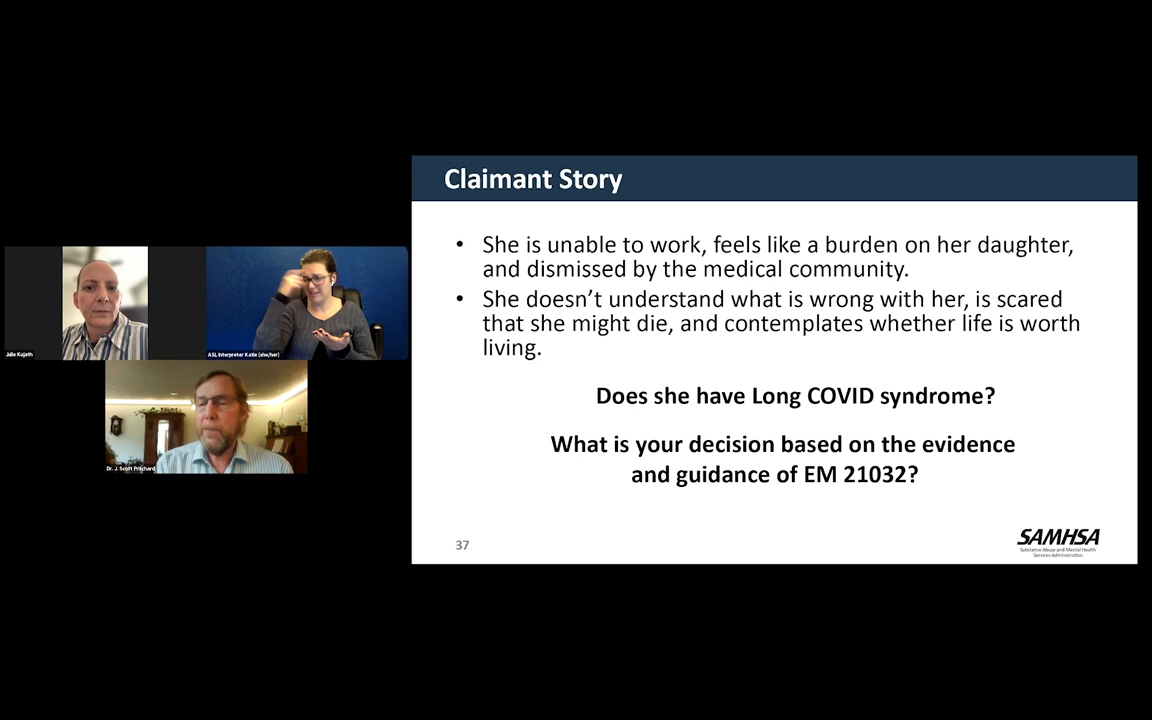 Claimant Story
• She is unable to work, feels like a burden on her daughter,
and dismissed by the medical community.
• She doesn’t understand what is wrong with her, is scared
that she might die, and contemplates whether life is worth
living.
Does she have Long COVID syndrome?
What is your decision based on the evidence
and guidance of EM 21032?
37
SAMHSA
Substance Abuse and Mental Health
Services Administration
Julie Kujath
ASL Interpreter Katie (she/her)
Dr. J. Scott Pritchard